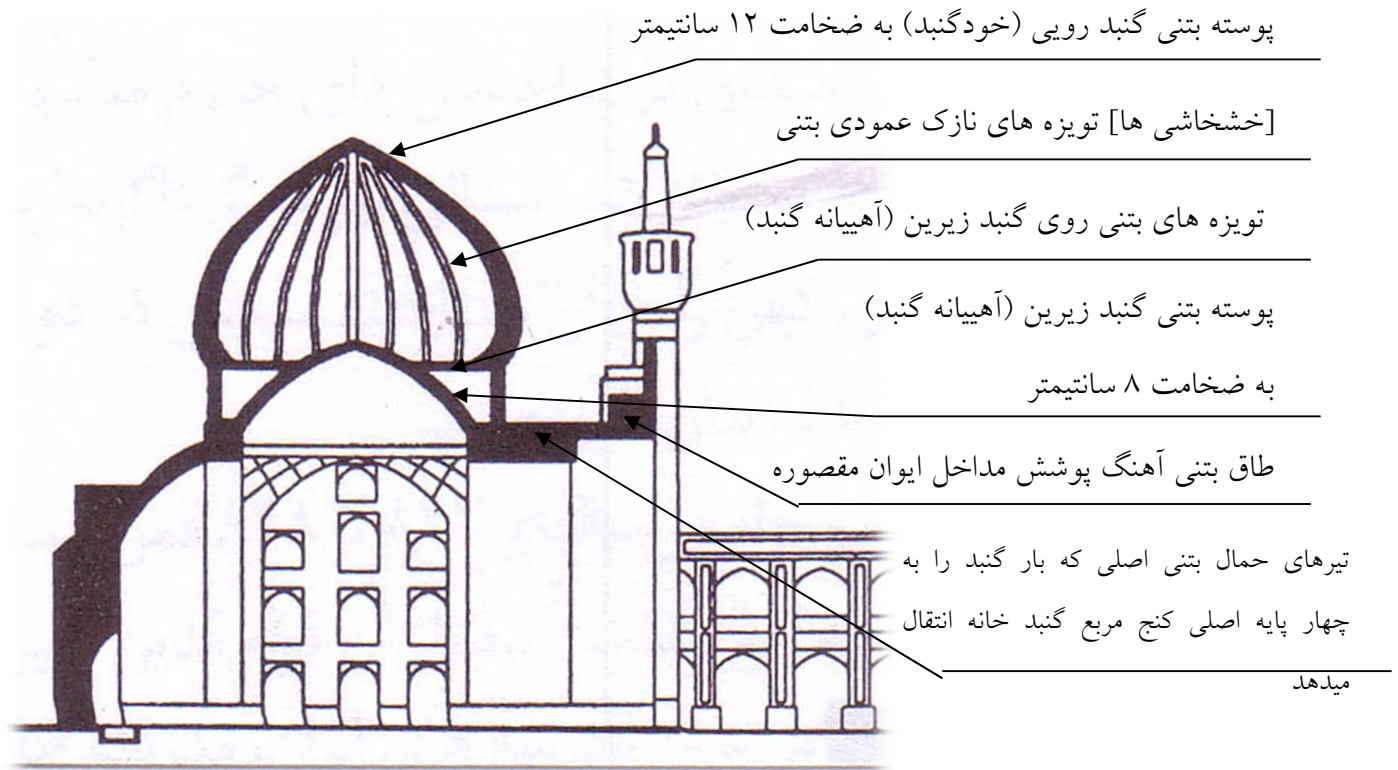 پوسته بتنی گنبد رویی (خودگنبد) به ضخامت ۱۲ سانتیمتر
[خشخاشی ها] تویزه های نازک عمودی بتنی
تویزه های بتنی روی گنبد زیرین (آهییانه گنبد)
پوسته بتنی گنبد زیرین (آهییانه گنبد)
به ضخامت ۸ سانتیمتر
طاق بتنی آهنگ پوشش مداخل ایوان مقصوره
تیرهای حمال بتنی اصلی که بار گنبد را به
چهار پایه اصلی کنج مربع گنبد خانه انتقال
میدهد